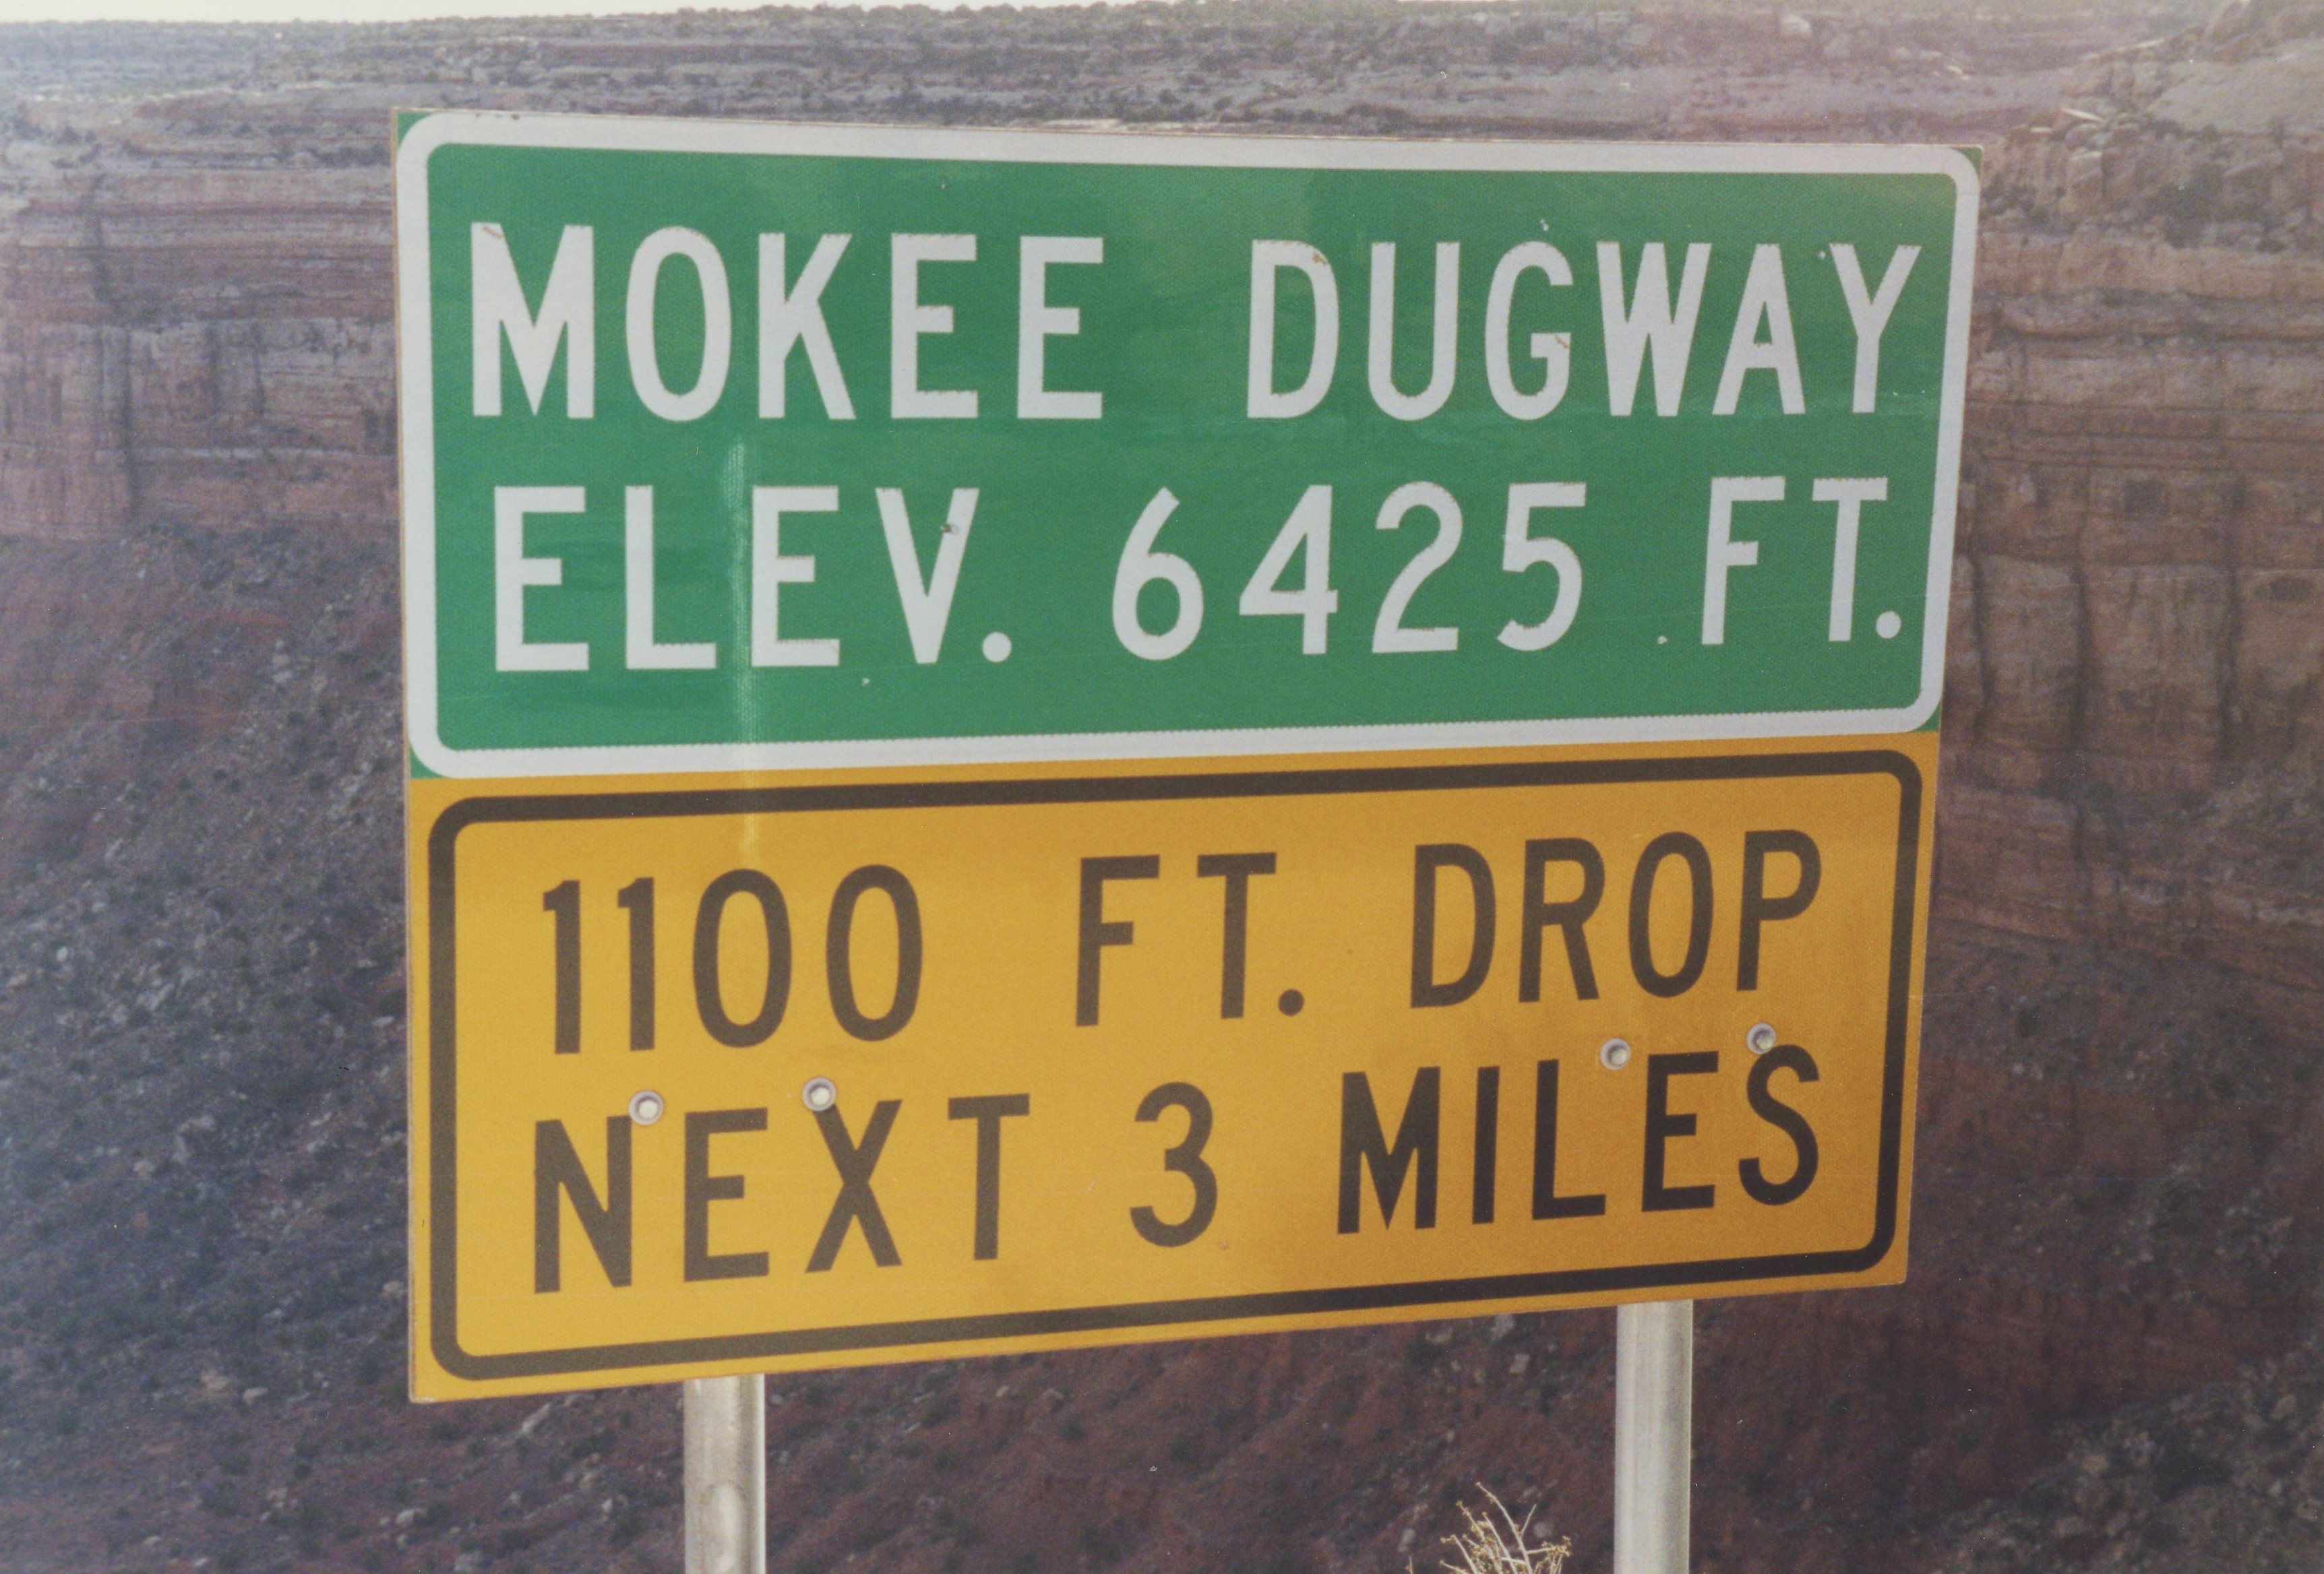 MOKEE DUGWAY
ELEV. 6425 FT.
1100 FT. DROP
NEXT 3 MILES